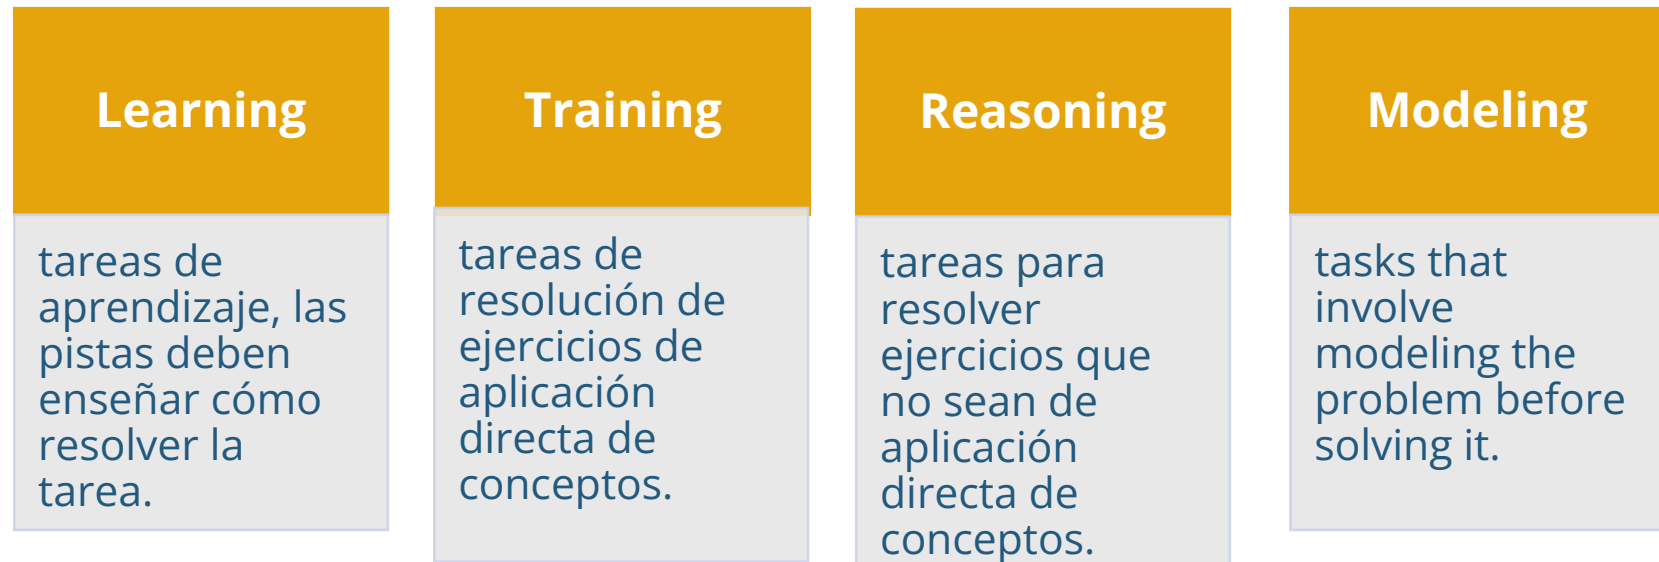 Learning
tareas de
aprendizaje, las
pistas deben
enseñar cómo
resolver la
tarea.
Training
tareas de
resolución de
ejercicios de
aplicación
directa de
conceptos.
Reasoning
tareas para
resolver
ejercicios que
no sean de
aplicación
directa de
conceptos.
Modeling
tasks that
involve
modeling the
problem before
solving it.